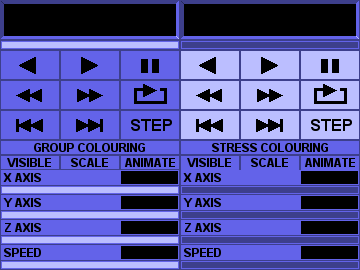 STEP STEP
GROUP COLOURING STRESS COLOURING
VISIBLE SCALE ANIMATE VISIBLE SCALE ANIMATE
X AXIS X AXIS
Y AXIS Y AXIS
Z AXIS Z AXIS
SPEED SPEED